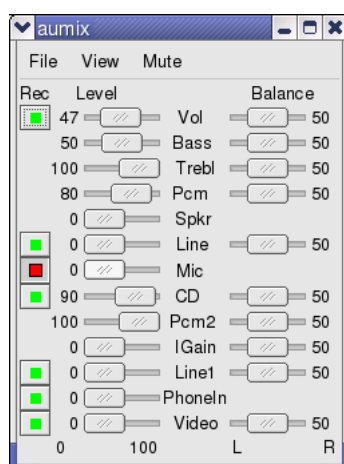 aumix
File View Mute
Rec Level Balance
47 Vol 50
50 Bass 50
100 Trebl 50
80 Pcm 50
0 Spkr
0 Line 50
0 Mic
90 CD 50
100 Pcm2 50
0 IGain 50
0 Line1 50
0 PhoneIn
0 Video 50
0 100 L R